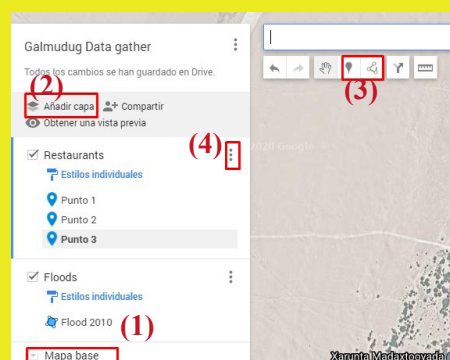 Galmudug Data gather
Todos los cambios se han guardado en Drive.
(2)
Añadir capa Compartir
Obtener una vista previa
(3)
(4)
Restaurants
Estilos individuales
Punto 1
Punto 2
Punto 3
Floods
Estilos individuales
Flood 2010
(1)
Mapa base
2020 Google
Xarunta Madaxtooyada